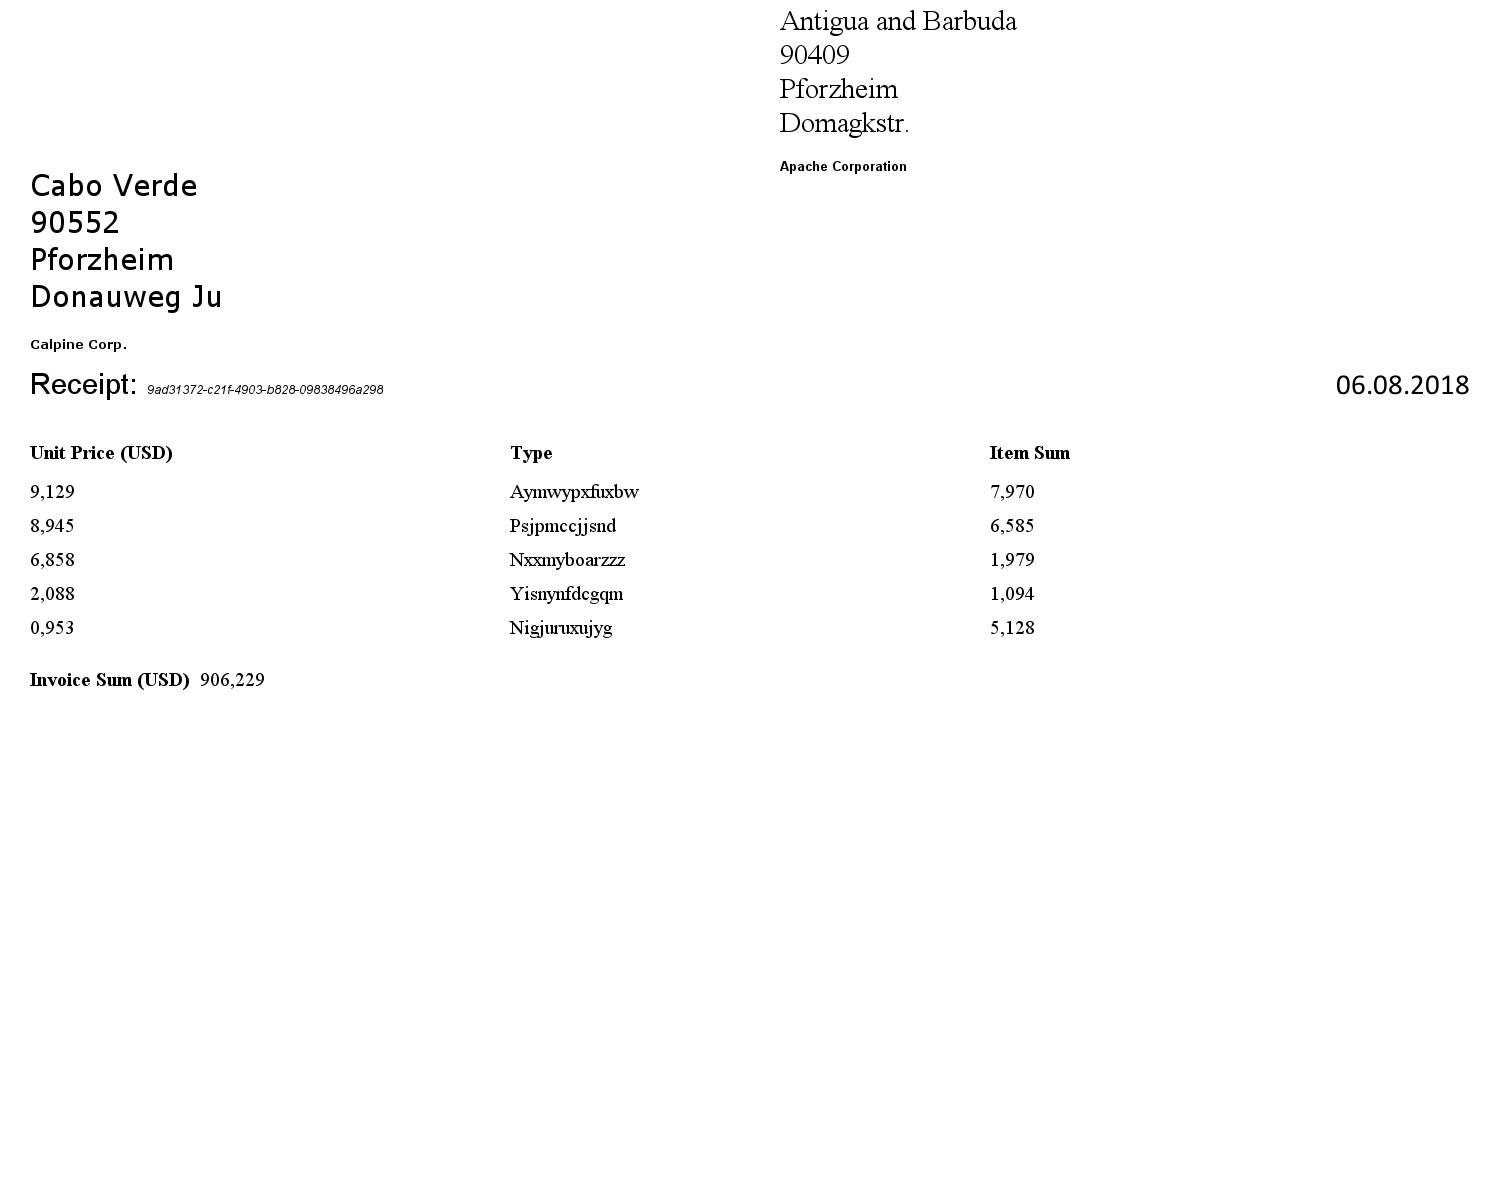 Antigua and Barbuda
90409
Pforzheim
Domagkstr.
Apache Corporation
Cabo Verde
90552
Pforzheim
Donauweg Ju
Calpine Corp.
Receipt: 9ad31372-c21f-4903-b828-09838496a298 06.08.2018
Unit Price (USD) Type Item Sum
9,129 Aymwypxfuxbw 7,970
8,945 Psjpmccjjsnd 6,585
6,858 Nxxmyboarzzz 1,979
2,088 Yisnynfdcgqm 1,094
0,953 Nigjuruxujyg 5,128
Invoice Sum (USD) 906,229